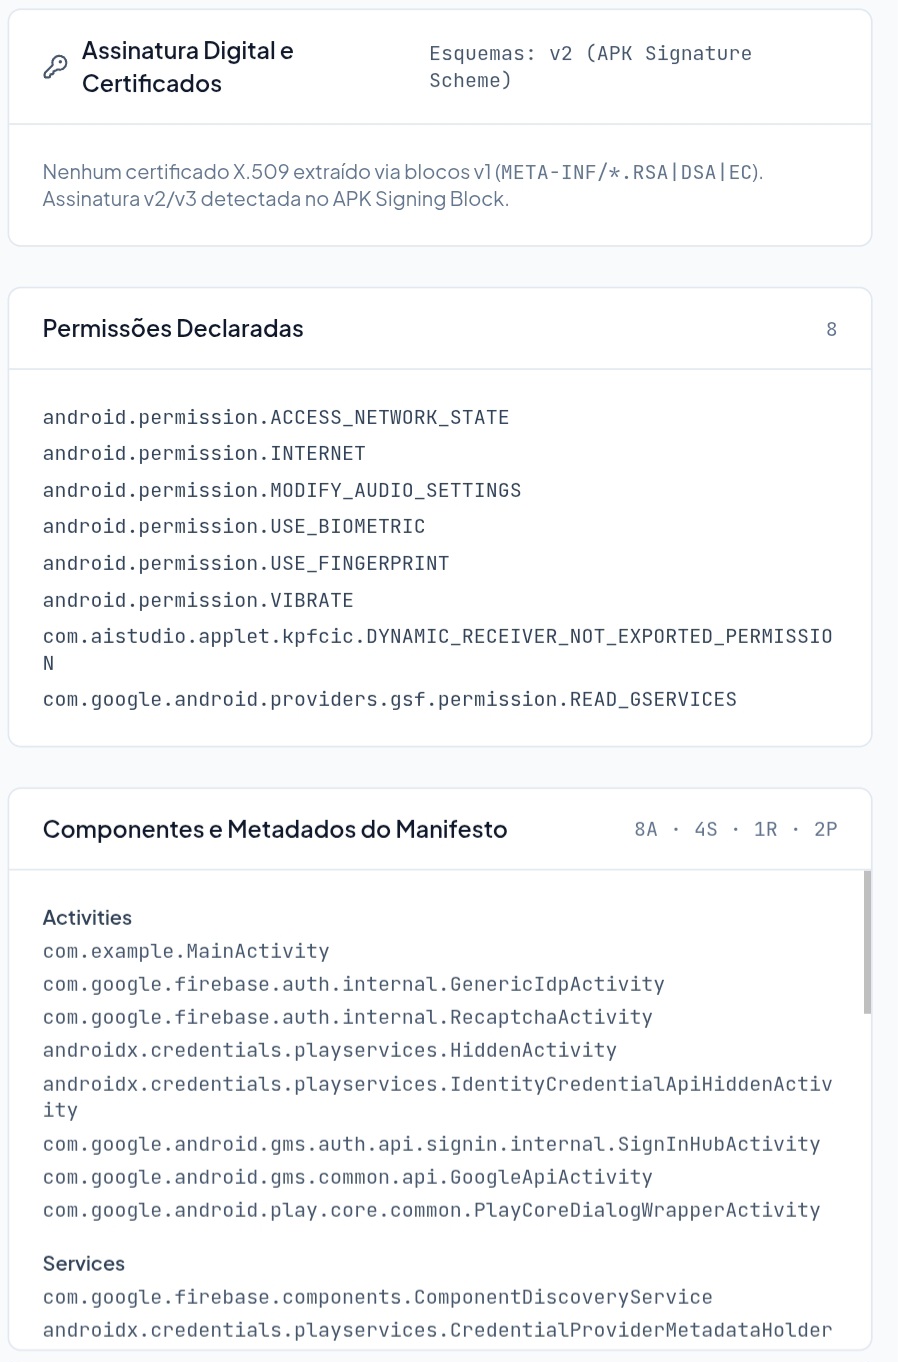 Assinatura Digital e
Certificados
Esquemas: v2 (APK Signature
Scheme)
Nenhum certificado X.509 extraído via blocos v1 (META-INF/*.RSA|DSA|EC).
Assinatura v2/v3 detectada no APK Signing Block.
Permissões Declaradas
8
android.permission.ACCESS_NETWORK_STATE
android.permission.INTERNET
android.permission.MODIFY_AUDIO_SETTINGS
android.permission.USE_BIOMETRIC
android.permission.USE_FINGERPRINT
android.permission.VIBRATE
com.aistudio.applet.kpfcic.DYNAMIC_RECEIVER_NOT_EXPORTED_PERMISSIO
N
com.google.android.providers.gsf.permission.READ_GSERVICES
Componentes e Metadados do Manifesto
8A · 4S · 1R · 2P
Activities
com.example.MainActivity
com.google.firebase.auth.internal.GenericIdpActivity
com.google.firebase.auth.internal.RecaptchaActivity
androidx.credentials.playservices.HiddenActivity
androidx.credentials.playservices.IdentityCredentialApiHiddenActiv
ity
com.google.android.gms.auth.api.signin.internal.SignInHubActivity
com.google.android.gms.common.api.GoogleApiActivity
com.google.android.play.core.common.PlayCoreDialogWrapperActivity
Services
com.google.firebase.components.ComponentDiscoveryService
androidx.credentials.playservices.CredentialProviderMetadataHolder